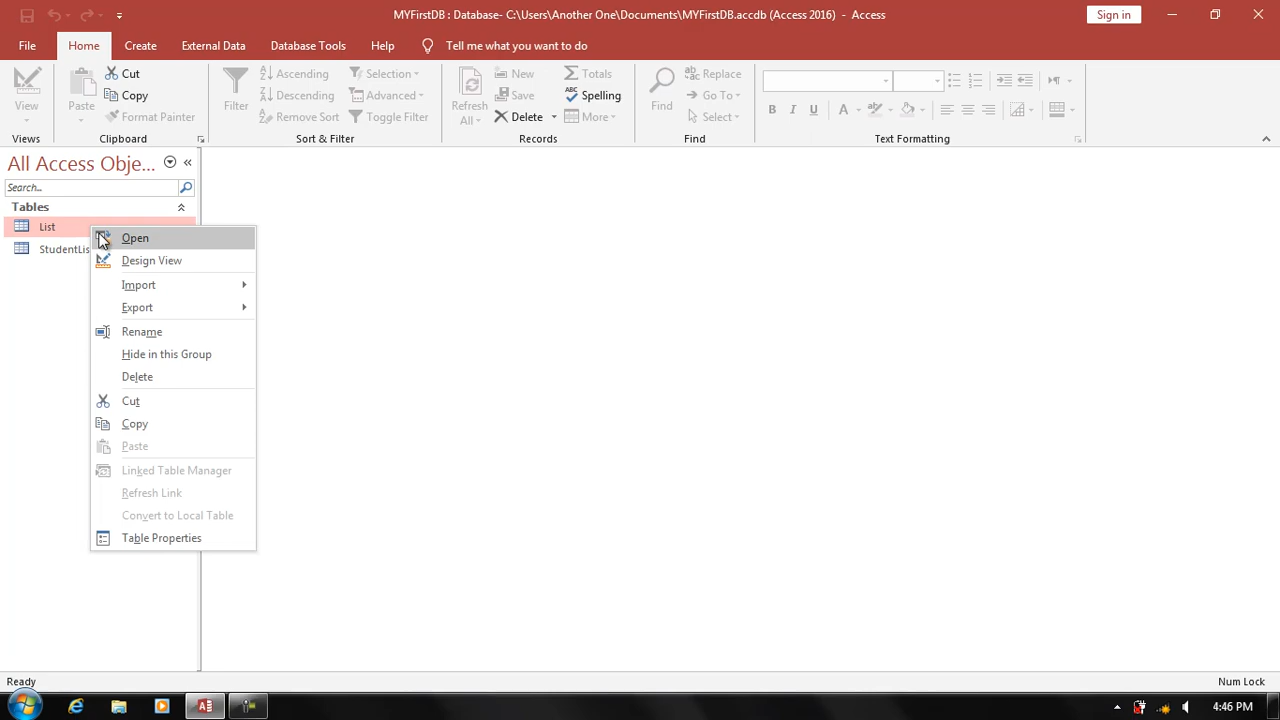 MYFirstDB : Database- C:\Users\Another One\Documents\MYFirstDB.accdb (Access 2016) - Access
Sign in
File Home Create External Data Database Tools Help Tell me what you want to do
View
Views
Paste
Cut
Copy
Format Painter
Clipboard
Filter
Ascending
Descending
Remove Sort
Selection
Advanced
Toggle Filter
Sort & Filter
Refresh
All
New
Save
Delete
Totals
Spelling
More
Records
Find
Replace
Go To
Select
Find
B I U A
Text Formatting
All Access Obje...
Search...
Tables
List
StudentLis
Open
Design View
Import
Export
Rename
Hide in this Group
Delete
Cut
Copy
Paste
Linked Table Manager
Refresh Link
Convert to Local Table
Table Properties
Ready
Num Lock
4:46 PM